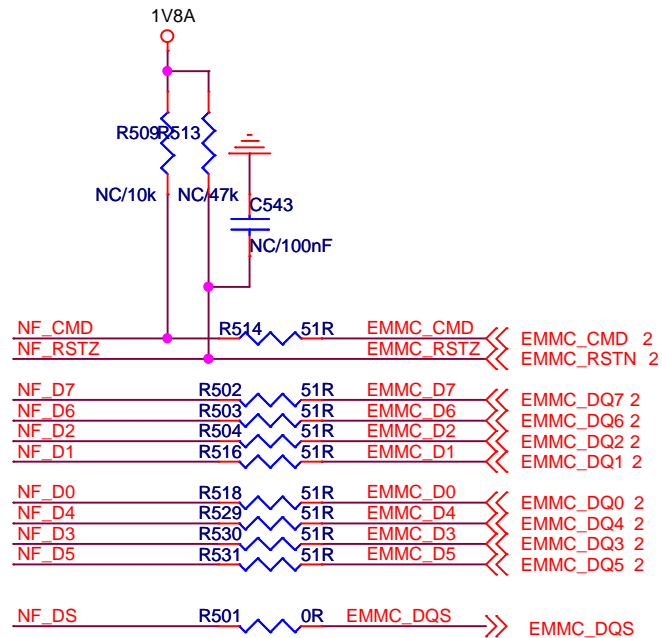 1V8A
R509 R513
NC/10k NC/47k
C543
NC/100nF
NF_CMD R514 51R EMMC_CMD EMMC_CMD 2
NF_RSTZ EMMC_RSTZ EMMC_RSTN 2
NF_D7 R502 51R EMMC_D7 EMMC_DQ7 2
NF_D6 R503 51R EMMC_D6 EMMC_DQ6 2
NF_D2 R504 51R EMMC_D2 EMMC_DQ2 2
NF_D1 R516 51R EMMC_D1 EMMC_DQ1 2
NF_D0 R518 51R EMMC_D0 EMMC_DQ0 2
NF_D4 R529 51R EMMC_D4 EMMC_DQ4 2
NF_D3 R530 51R EMMC_D3 EMMC_DQ3 2
NF_D5 R531 51R EMMC_D5 EMMC_DQ5 2
NF_DS R501 0R EMMC_DQS EMMC_DQS